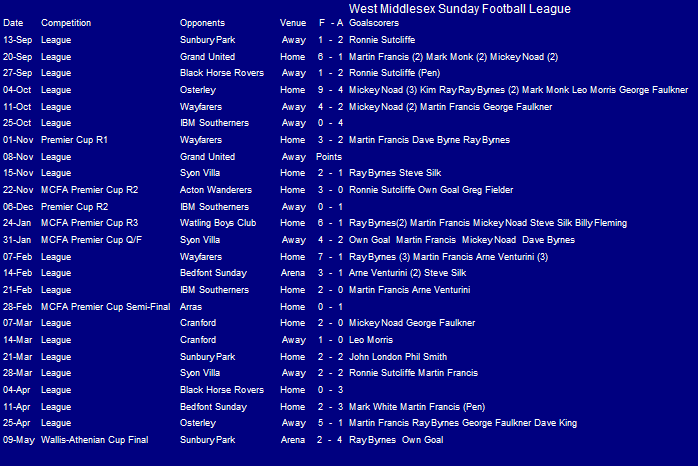 West Middlesex Sunday Football League
Date Competition Opponents Venue F - A Goalscorers
13-Sep League Sunbury Park Away 1 - 2 Ronnie Sutcliffe
20-Sep League Grand United Home 6 - 1 Martin Francis (2) Mark Monk (2) Mickey Noad (2)
27-Sep League Black Horse Rovers Away 1 - 2 Ronnie Sutcliffe (Pen)
04-Oct League Osterley Home 9 - 4 Mickey Noad (3) Kim Ray Ray Byrnes (2) Mark Monk Leo Morris George Faulkner
11-Oct League Wayfarers Away 4 - 2 Mickey Noad (2) Martin Francis George Faulkner
25-Oct League IBM Southerners Away 0 - 4
01-Nov Premier Cup R1 Wayfarers Home 3 - 2 Martin Francis Dave Byrne Ray Byrnes
08-Nov League Grand United Away Points
15-Nov League Syon Villa Home 2 - 1 Ray Byrnes Steve Silk
22-Nov MCFA Premier Cup R2 Acton Wanderers Home 3 - 0 Ronnie Sutcliffe Own Goal Greg Fielder
06-Dec Premier Cup R2 IBM Southerners Away 0 - 1
24-Jan MCFA Premier Cup R3 Watling Boys Club Home 6 - 1 Ray Byrnes(2) Martin Francis Mickey Noad Steve Silk Billy Fleming
31-Jan MCFA Premier Cup Q/F Syon Villa Away 4 - 2 Own Goal Martin Francis Mickey Noad Dave Byrnes
07-Feb League Wayfarers Home 7 - 1 Ray Byrnes (3) Martin Francis Arne Venturini (3)
14-Feb League Bedfont Sunday Arena 3 - 1 Arne Venturini (2) Steve Silk
21-Feb League IBM Southerners Home 2 - 0 Martin Francis Arne Venturini
28-Feb MCFA Premier Cup Semi-Final Arras Home 0 - 1
07-Mar League Cranford Home 2 - 0 Mickey Noad George Faulkner
14-Mar League Cranford Away 1 - 0 Leo Morris
21-Mar League Sunbury Park Home 2 - 2 John London Phil Smith
28-Mar League Syon Villa Away 2 - 2 Ronnie Sutcliffe Martin Francis
04-Apr League Black Horse Rovers Home 0 - 3
11-Apr League Bedfont Sunday Home 2 - 3 Mark White Martin Francis (Pen)
25-Apr League Osterley Away 5 - 1 Martin Francis Ray Byrnes George Faulkner Dave King
09-May Wallis-Athenian Cup Final Sunbury Park Arena 2 - 4 Ray Byrnes Own Goal